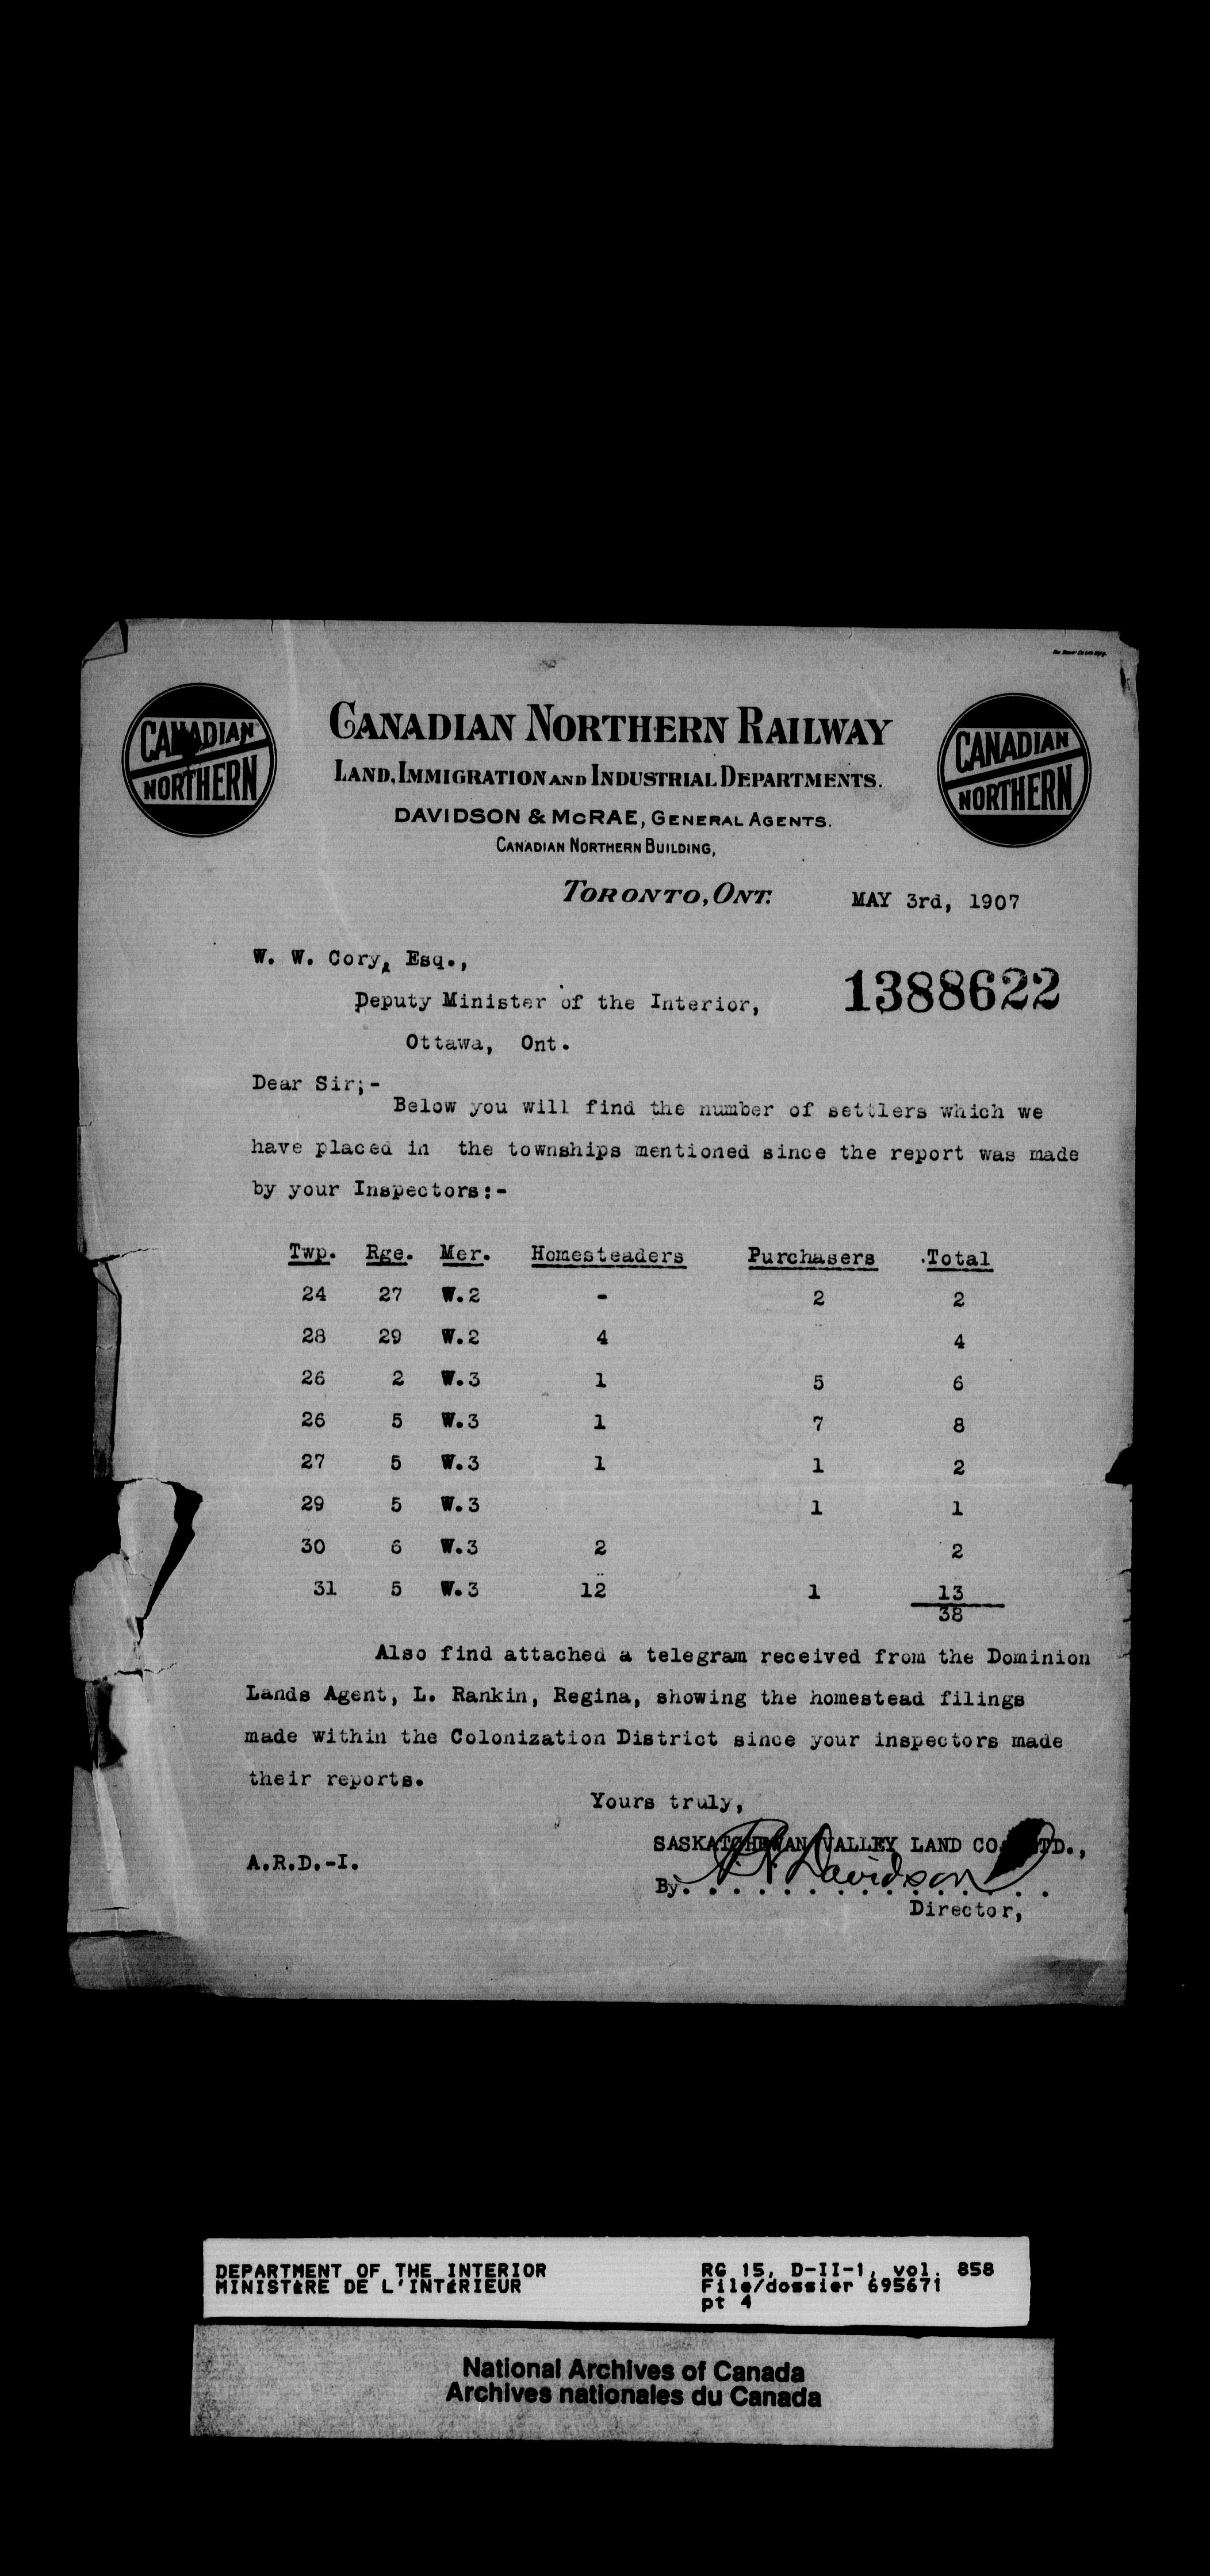 CANADIAN NORTHERN RAILWAY
LAND, IMMIGRATION AND INDUSTRIAL DEPARTMENTS.
DAVIDSON & McRAE, GENERAL AGENTS.
CANADIAN NORTHERN BUILDING,
CANADIAN
NORTHERN
CANADIAN
NORTHERN
TORONTO, ONT. MAY 3rd, 1907
W. W. Cory, Esq.,
1388622
Deputy Minister of the Interior,
Ottawa, Ont.
Dear Sir;-
Below you will find the number of settlers which we
have placed in the townships mentioned since the report was made
by your Inspectors:-
Twp. Rge. Mer. Homesteaders Purchasers Total
24 27 W.2 - 2 2
28 29 W.2 4 4
26 2 W.3 1 5 6
26 5 W.3 1 7 8
27 5 W.3 1 1 2
29 5 W.3 1 1
30 6 W.3 2 2
31 5 W.3 12 1 13
38
Also find attached a telegram received from the Dominion
Lands Agent, L. Rankin, Regina, showing the homestead filings
made within the Colonization District since your inspectors made
their reports.
Yours truly,
SASKATCHEWAN VALLEY LAND CO. LTD.,
A.R.D.-I.
By. Davidson
Director,
DEPARTMENT OF THE INTERIOR
MINISTÈRE DE L'INTÉRIEUR
RG 15, D-II-1, vol. 858
File/dossier 695671
pt 4
National Archives of Canada
Archives nationales du Canada